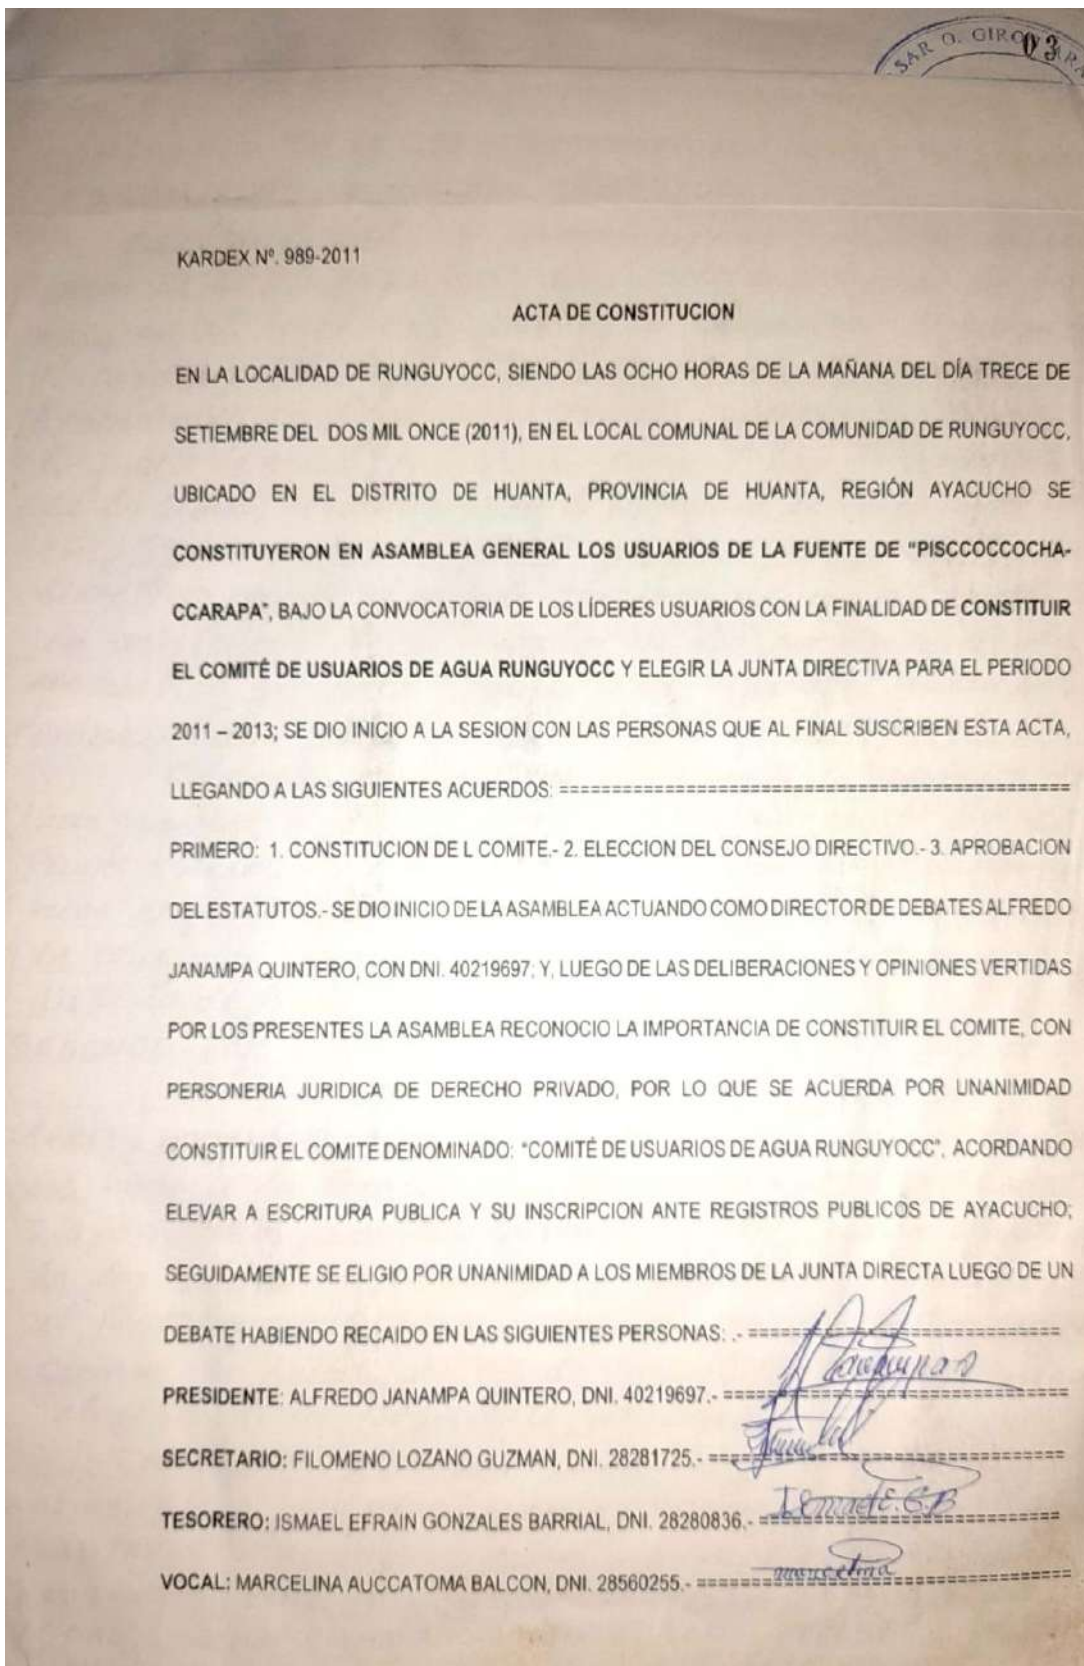 SAR O. GIRON
03
KARDEX Nº. 989-2011
ACTA DE CONSTITUCION
EN LA LOCALIDAD DE RUNGUYOCC, SIENDO LAS OCHO HORAS DE LA MAÑANA DEL DÍA TRECE DE
SETIEMBRE DEL DOS MIL ONCE (2011), EN EL LOCAL COMUNAL DE LA COMUNIDAD DE RUNGUYOCC,
UBICADO EN EL DISTRITO DE HUANTA, PROVINCIA DE HUANTA, REGIÓN AYACUCHO SE
CONSTITUYERON EN ASAMBLEA GENERAL LOS USUARIOS DE LA FUENTE DE "PISCCOCCOCHA-
CCARAPA", BAJO LA CONVOCATORIA DE LOS LÍDERES USUARIOS CON LA FINALIDAD DE CONSTITUIR
EL COMITÉ DE USUARIOS DE AGUA RUNGUYOCC Y ELEGIR LA JUNTA DIRECTIVA PARA EL PERIODO
2011 – 2013; SE DIO INICIO A LA SESION CON LAS PERSONAS QUE AL FINAL SUSCRIBEN ESTA ACTA,
LLEGANDO A LAS SIGUIENTES ACUERDOS: ================================================
PRIMERO: 1. CONSTITUCION DE L COMITE.- 2. ELECCION DEL CONSEJO DIRECTIVO.- 3. APROBACION
DEL ESTATUTOS.- SE DIO INICIO DE LA ASAMBLEA ACTUANDO COMO DIRECTOR DE DEBATES ALFREDO
JANAMPA QUINTERO, CON DNI. 40219697; Y, LUEGO DE LAS DELIBERACIONES Y OPINIONES VERTIDAS
POR LOS PRESENTES LA ASAMBLEA RECONOCIO LA IMPORTANCIA DE CONSTITUIR EL COMITE, CON
PERSONERIA JURIDICA DE DERECHO PRIVADO, POR LO QUE SE ACUERDA POR UNANIMIDAD
CONSTITUIR EL COMITE DENOMINADO: "COMITÉ DE USUARIOS DE AGUA RUNGUYOCC", ACORDANDO
ELEVAR A ESCRITURA PUBLICA Y SU INSCRIPCION ANTE REGISTROS PUBLICOS DE AYACUCHO;
SEGUIDAMENTE SE ELIGIO POR UNANIMIDAD A LOS MIEMBROS DE LA JUNTA DIRECTA LUEGO DE UN
DEBATE HABIENDO RECAIDO EN LAS SIGUIENTES PERSONAS: .- ==============================
PRESIDENTE: ALFREDO JANAMPA QUINTERO, DNI. 40219697.- ================================
SECRETARIO: FILOMENO LOZANO GUZMAN, DNI. 28281725.- =================================
TESORERO: ISMAEL EFRAIN GONZALES BARRIAL, DNI. 28280836.- ============================
VOCAL: MARCELINA AUCCATOMA BALCON, DNI. 28560255.- ===================================
marcelina